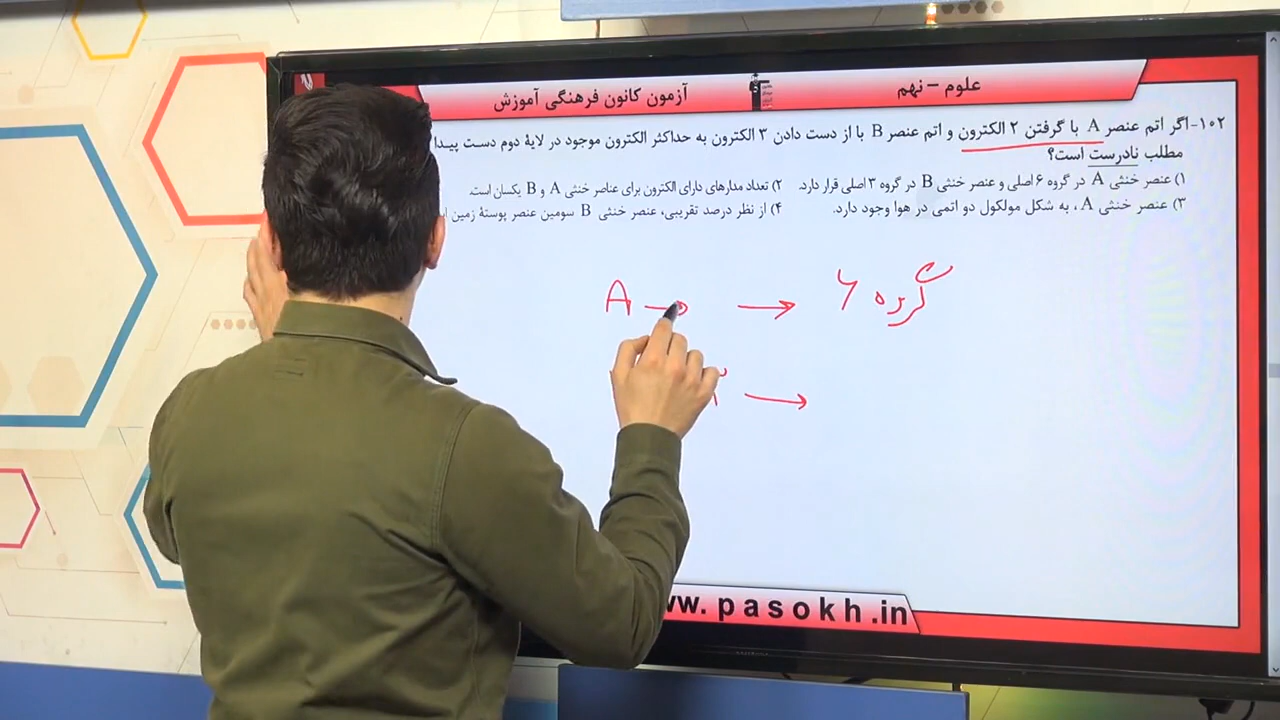 علوم – نهم
آزمون کانون فرهنگی آموزش
۱۰۲-اگر اتم عنصر A با گرفتن ۲ الکترون و اتم عنصر B با از دست دادن ۳ الکترون به حداکثر الکترون موجود در لایهٔ دوم دست پیدا
مطلب نادرست است؟
۱) عنصر خنثی A در گروه ۶ اصلی و عنصر خنثی B در گروه ۳ اصلی قرار دارد.
۲) تعداد مدارهای دارای الکترون برای عناصر خنثی A و B یکسان است.
۳) عنصر خنثی A، به شکل مولکول دو اتمی در هوا وجود دارد.
۴) از نظر درصد تقریبی، عنصر خنثی B سومین عنصر پوستهٔ زمین
A → → گروه ۶
→
ww.pasokh.in